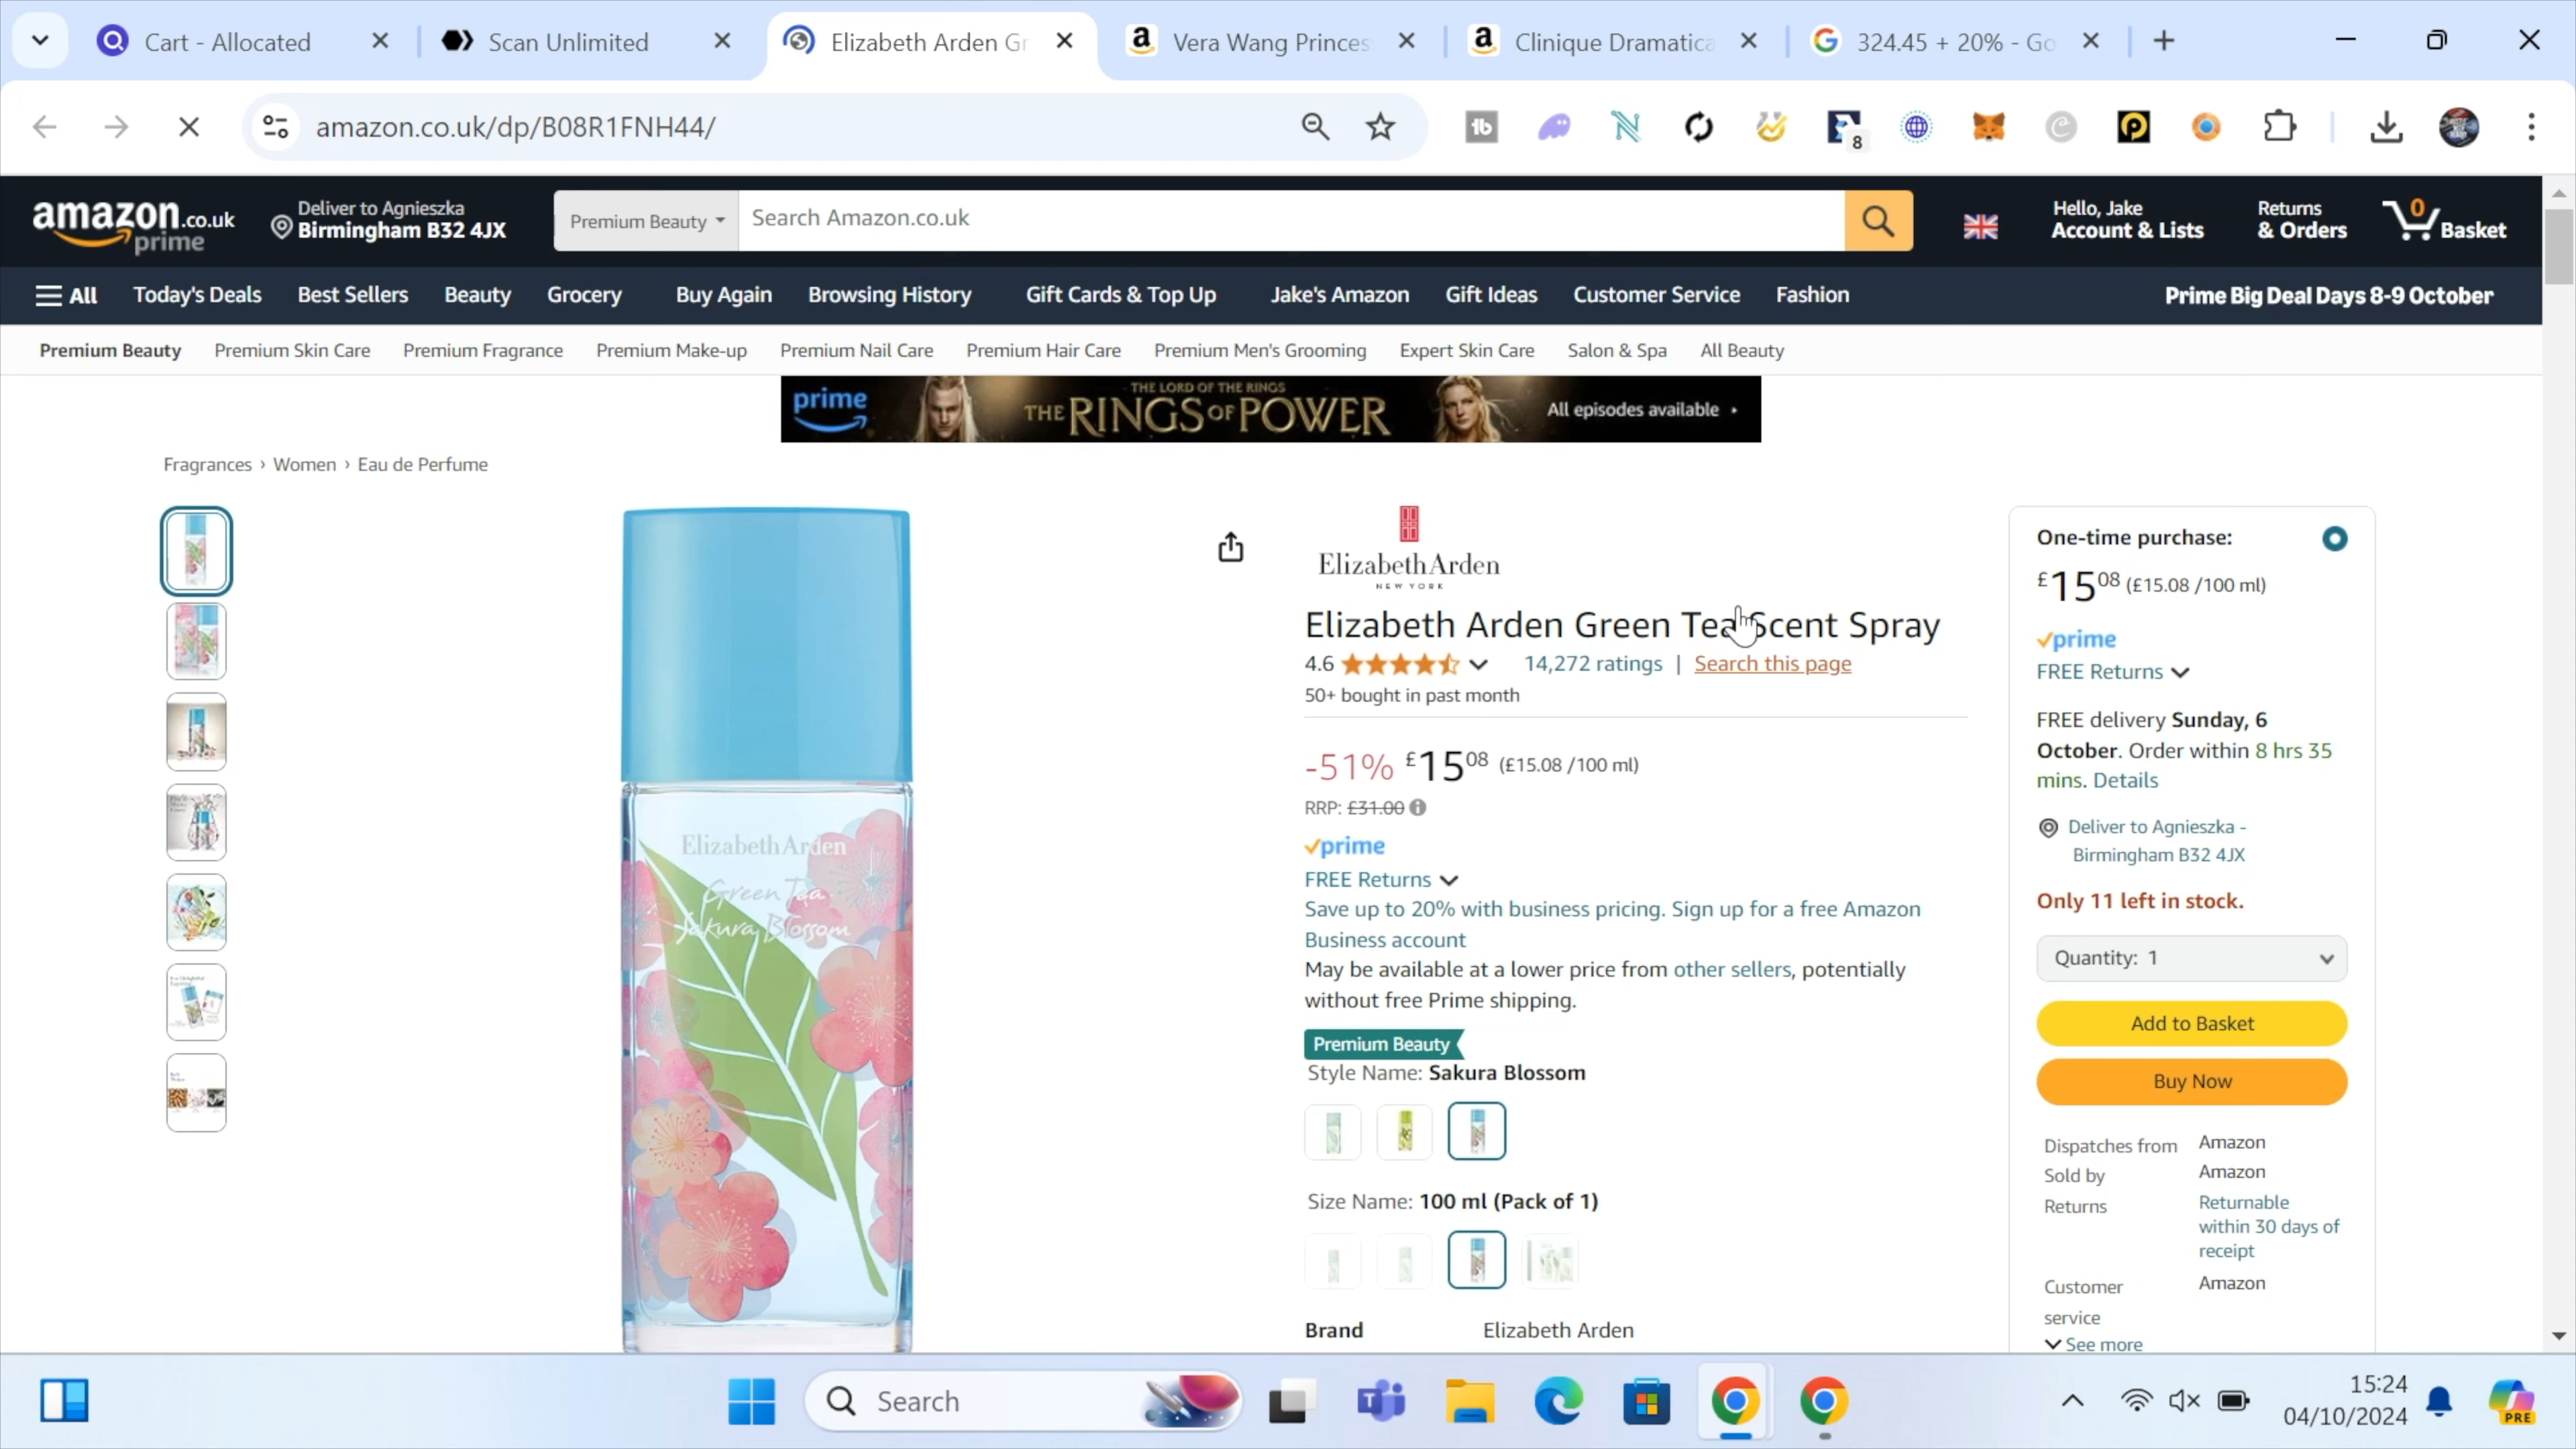 Cart - Allocated
Scan Unlimited
Elizabeth Arden Gr
Vera Wang Princes
Clinique Dramatica
324.45 + 20% - Go
amazon.co.uk/dp/B08R1FNH44/
8
amazon.co.uk
prime
Deliver to Agnieszka
Birmingham B32 4JX
Premium Beauty
Search Amazon.co.uk
Hello, Jake
Account & Lists
Returns
& Orders
0
Basket
All
Today's Deals
Best Sellers
Beauty
Grocery
Buy Again
Browsing History
Gift Cards & Top Up
Jake's Amazon
Gift Ideas
Customer Service
Fashion
Prime Big Deal Days 8-9 October
Premium Beauty
Premium Skin Care
Premium Fragrance
Premium Make-up
Premium Nail Care
Premium Hair Care
Premium Men's Grooming
Expert Skin Care
Salon & Spa
All Beauty
prime
THE LORD OF THE RINGS
THE RINGS OF POWER
All episodes available
Fragrances › Women › Eau de Perfume
Elizabeth Arden
Green Tea
Sakura Blossom
Elizabeth Arden
NEW YORK
Elizabeth Arden Green Tea Scent Spray
4.6
14,272 ratings | Search this page
50+ bought in past month
-51% £15.08 (£15.08 /100 ml)
RRP: £31.00
prime
FREE Returns
Save up to 20% with business pricing. Sign up for a free Amazon
Business account
May be available at a lower price from other sellers, potentially
without free Prime shipping.
Premium Beauty
Style Name: Sakura Blossom
Size Name: 100 ml (Pack of 1)
Brand Elizabeth Arden
One-time purchase:
£15.08 (£15.08 /100 ml)
prime
FREE Returns
FREE delivery Sunday, 6
October. Order within 8 hrs 35
mins. Details
Deliver to Agnieszka -
Birmingham B32 4JX
Only 11 left in stock.
Quantity: 1
Add to Basket
Buy Now
Dispatches from Amazon
Sold by Amazon
Returns Returnable
within 30 days of
receipt
Customer Amazon
service
See more
Search
15:24
04/10/2024
PRE